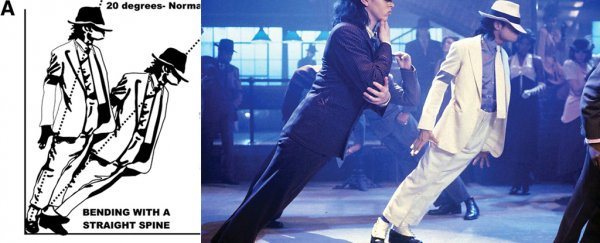 A
20 degrees- Norma
BENDING WITH A
STRAIGHT SPINE